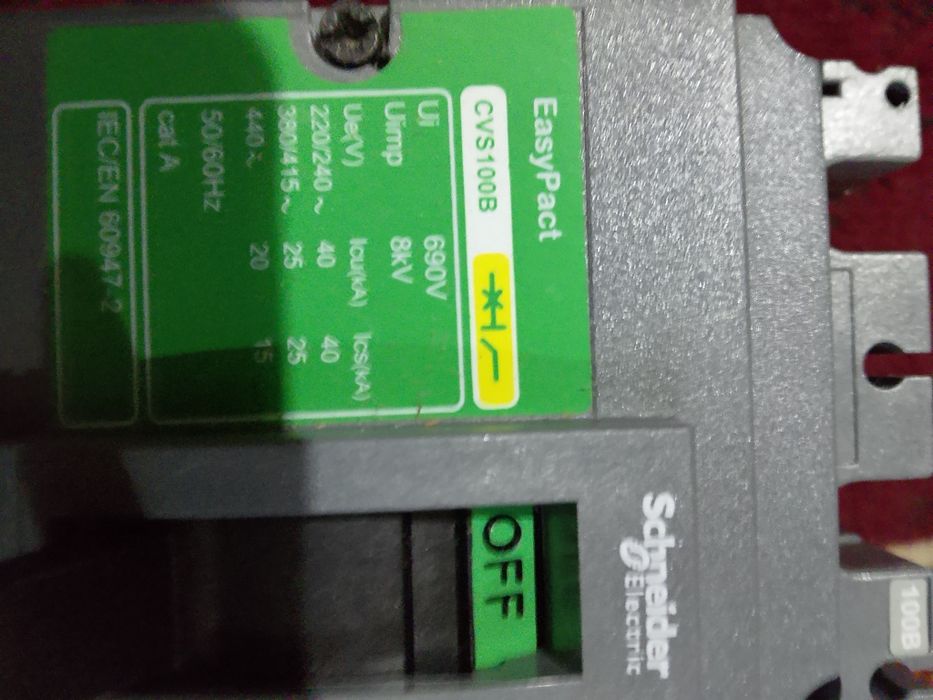 EasyPact
CVS100B
Ui 690V
Uimp 8kV
Ue(V) Icu(kA) Ics(kA)
220/240 ~ 40 40
380/415 ~ 25 25
440 ~ 20 15
50/60Hz
cat A
IEC/EN 60947-2
Schneider
Electric
OFF
100B